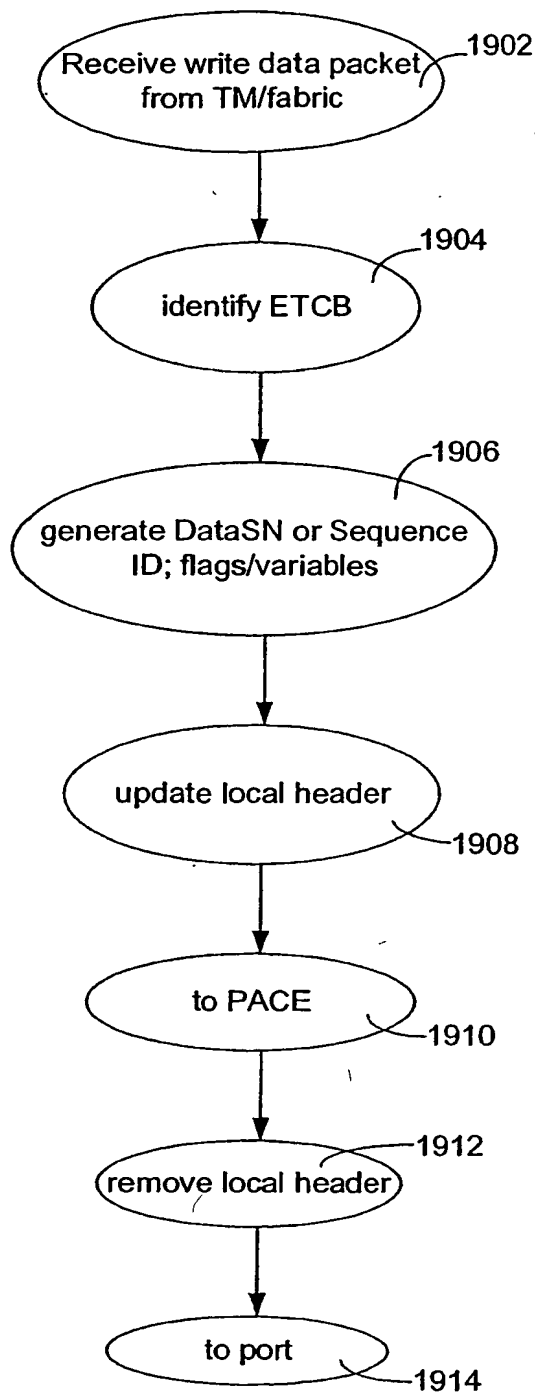 Receive write data packet
from TM/fabric
1902
1904
identify ETCB
1906
generate DataSN or Sequence
ID; flags/variables
update local header
1908
to PACE
1910
1912
remove local header
to port
1914